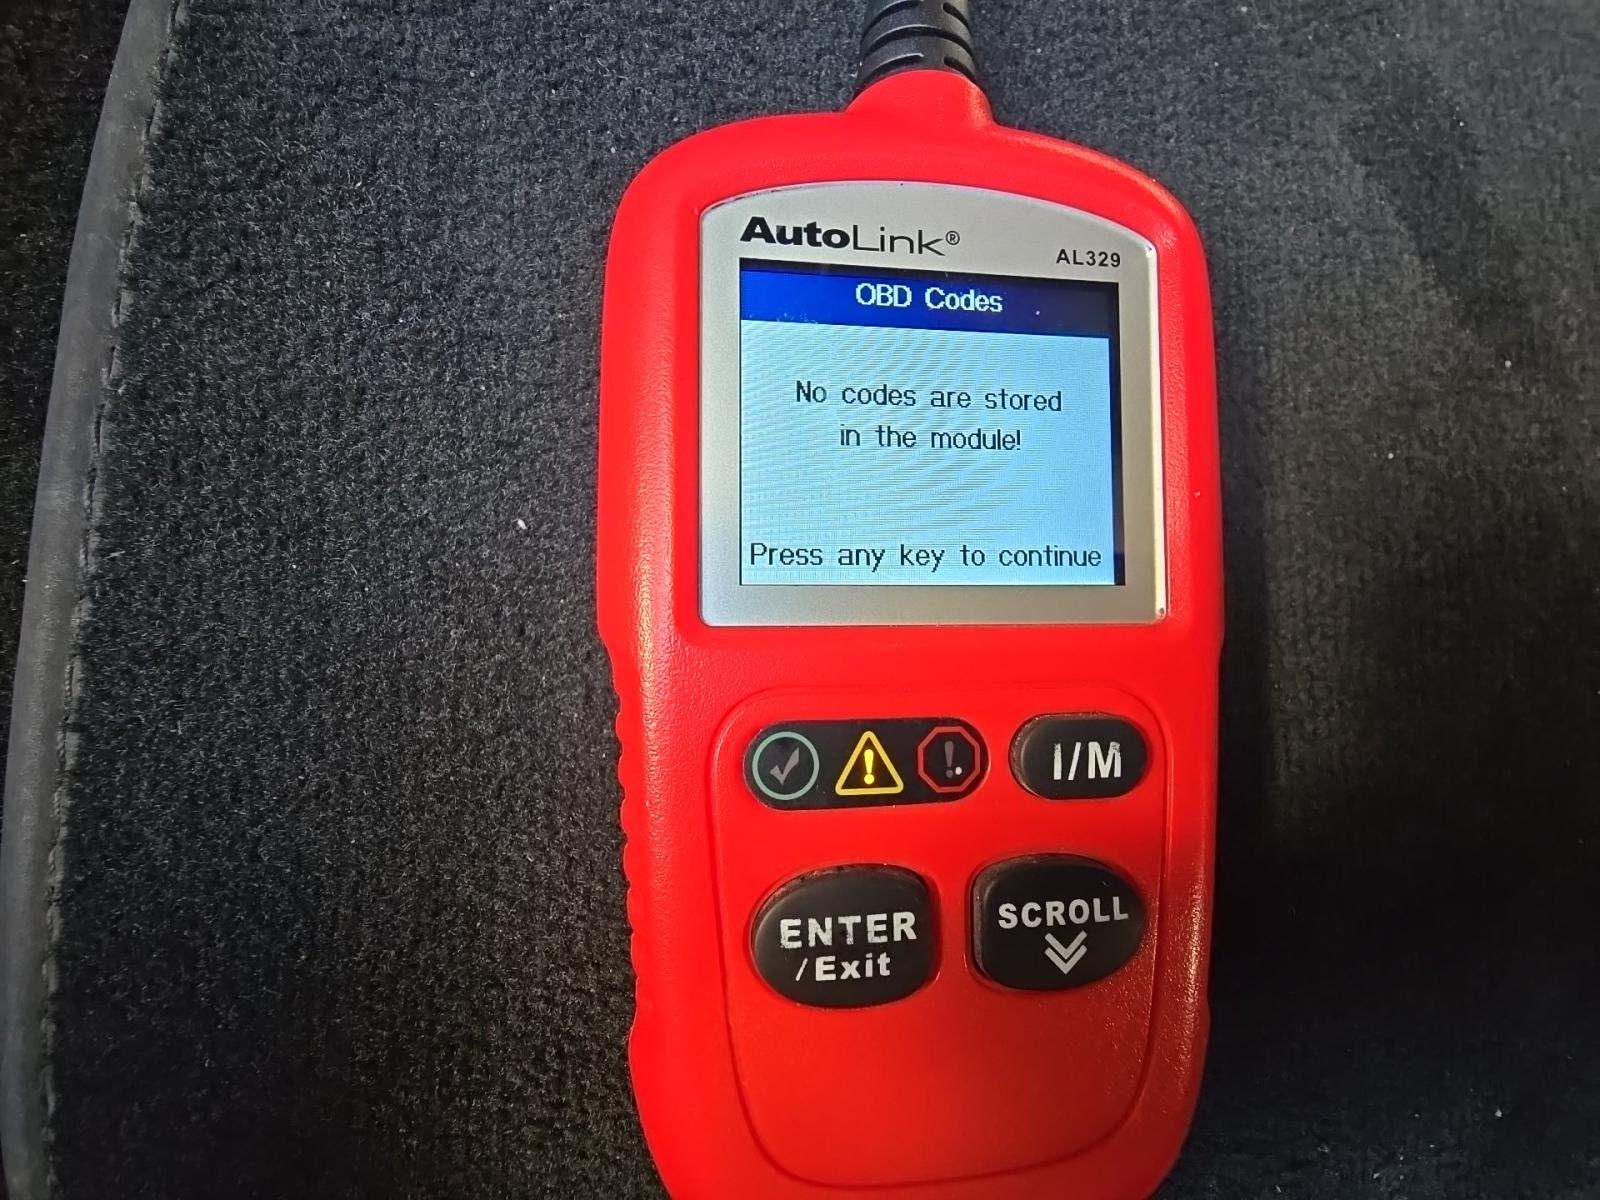 AutoLink®
AL329
OBD Codes
No codes are stored
in the module!
Press any key to continue
! !
I/M
ENTER
/Exit
SCROLL